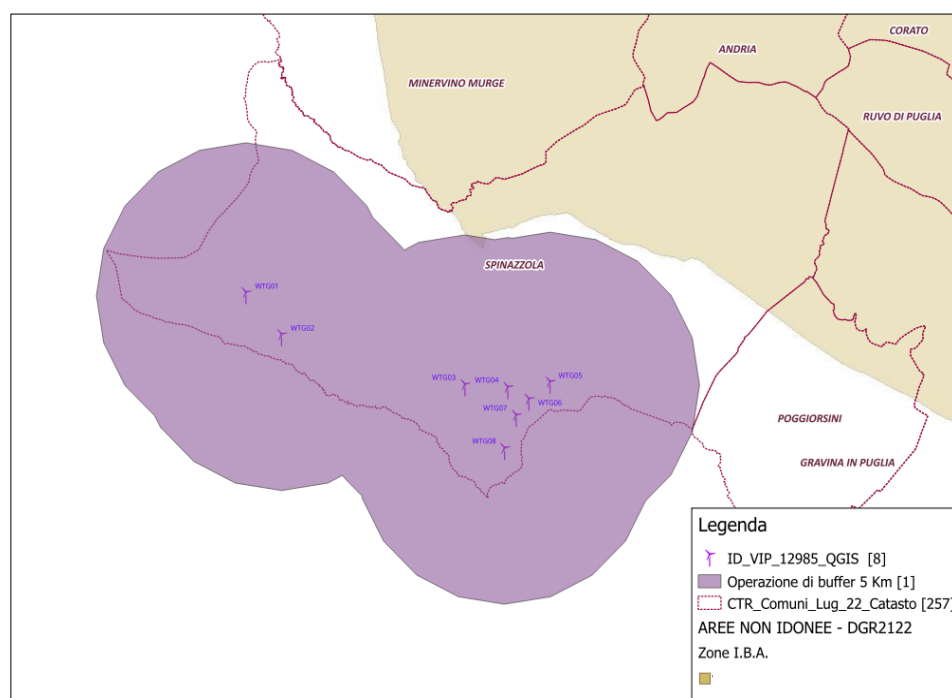 CORATO
ANDRIA
MINERVINO MURGE
RUVO DI PUGLIA
SPINAZZOLA
WTG01
WTG02
WTG03
WTG04
WTG05
WTG06
WTG07
WTG08
POGGIORSINI
GRAVINA IN PUGLIA
Legenda
ID_VIP_12985_QGIS [8]
Operazione di buffer 5 Km [1]
CTR_Comuni_Lug_22_Catasto [257]
AREE NON IDONEE - DGR2122
Zone I.B.A.